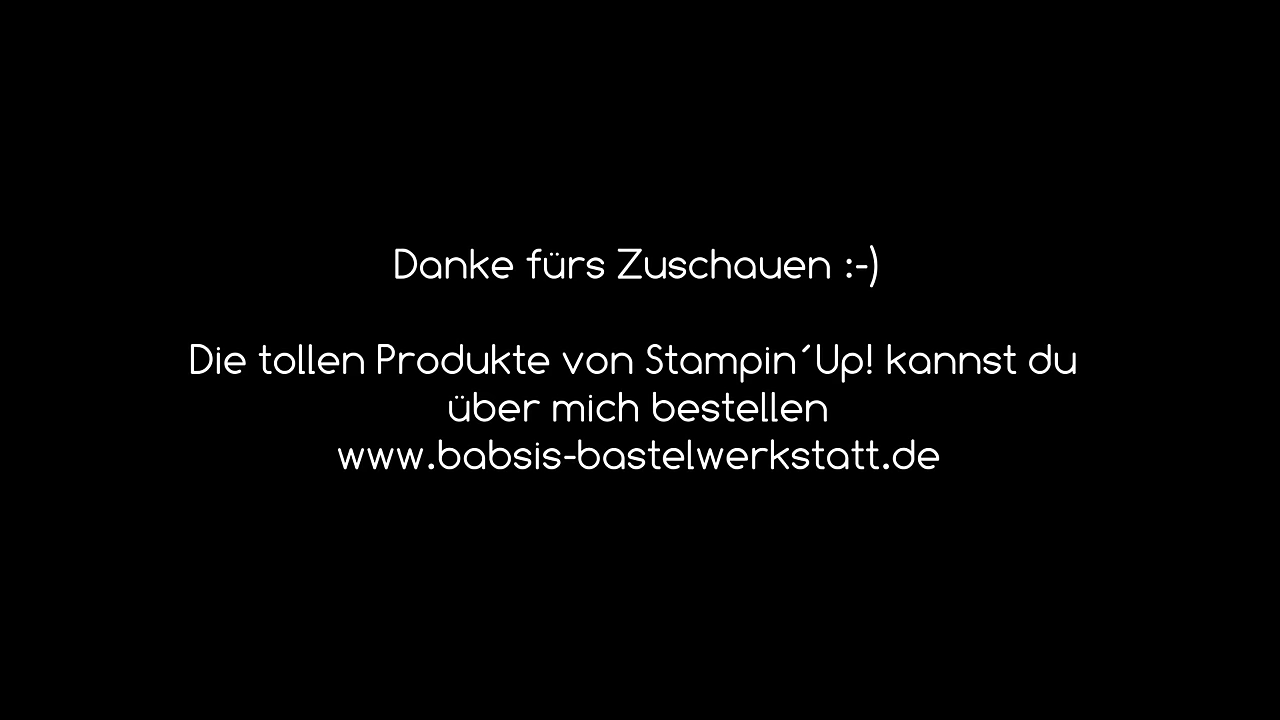 Danke fürs Zuschauen :-)
Die tollen Produkte von Stampin´Up! kannst du
über mich bestellen
www.babsis-bastelwerkstatt.de